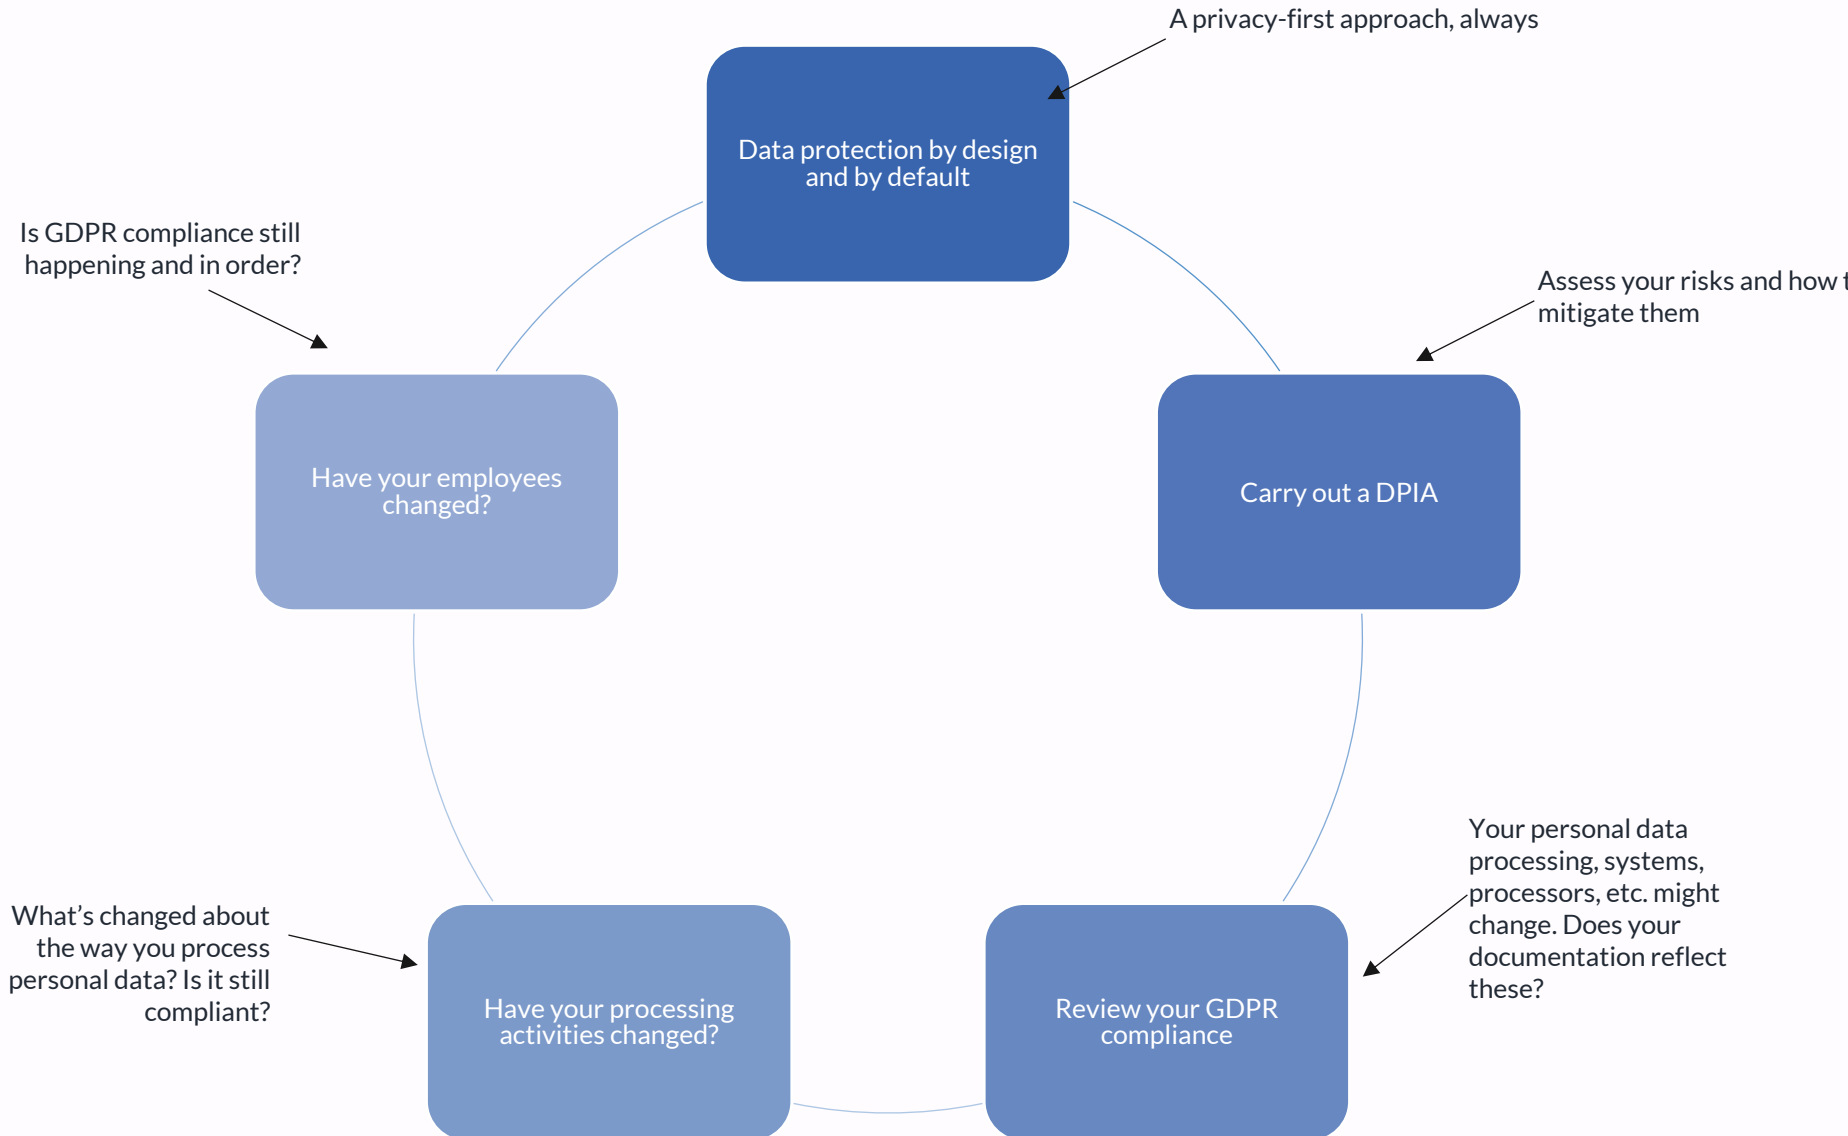 A privacy-first approach, always
Data protection by design
and by default
Is GDPR compliance still
happening and in order?
Assess your risks and how
mitigate them
Have your employees
changed?
Carry out a DPIA
Your personal data
processing, systems,
processors, etc. might
change. Does your
documentation reflect
these?
What’s changed about
the way you process
personal data? Is it still
compliant?
Have your processing
activities changed?
Review your GDPR
compliance